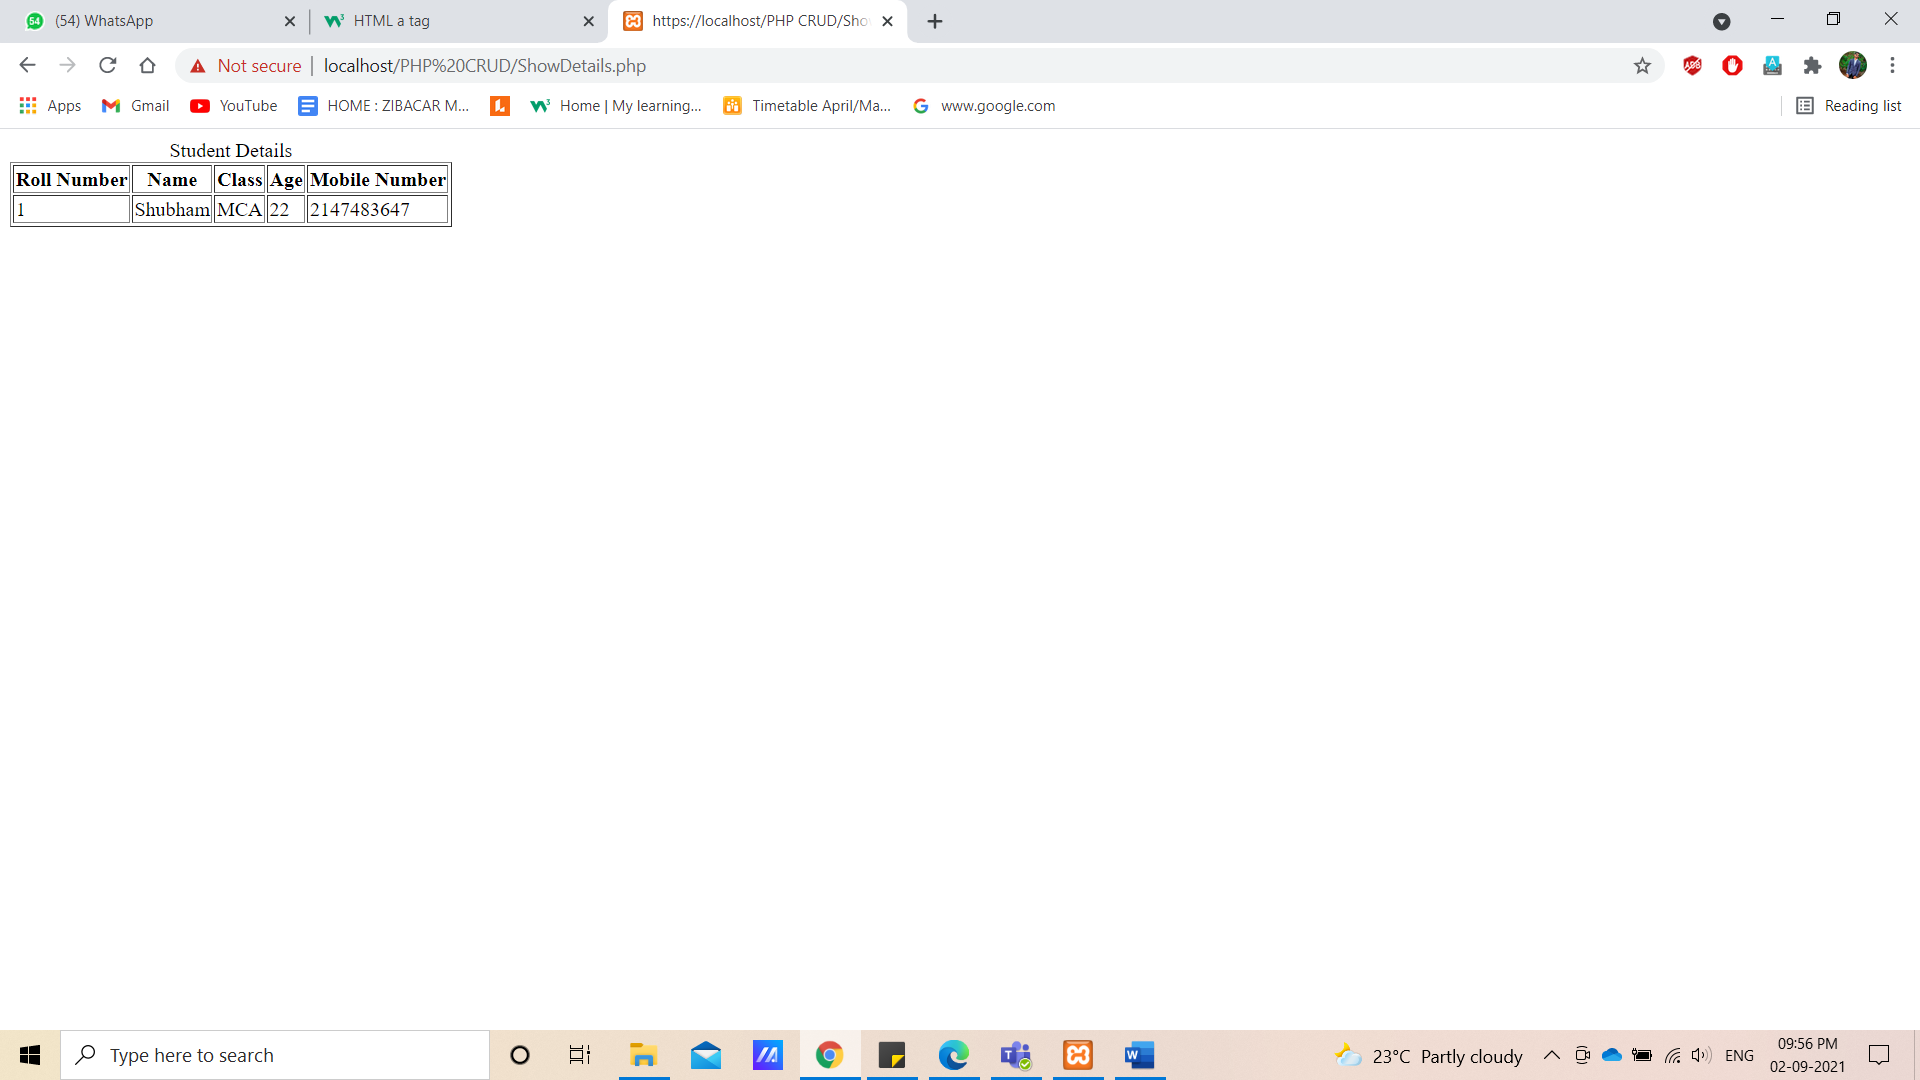 54 (54) WhatsApp HTML a tag https://localhost/PHP CRUD/Sho
Not secure localhost/PHP%20CRUD/ShowDetails.php
Apps Gmail YouTube HOME : ZIBACAR M... Home | My learning... Timetable April/Ma... www.google.com Reading list
Student Details
Roll Number Name Class Age Mobile Number
1 Shubham MCA 22 2147483647
Type here to search 23°C Partly cloudy ENG 09:56 PM
02-09-2021